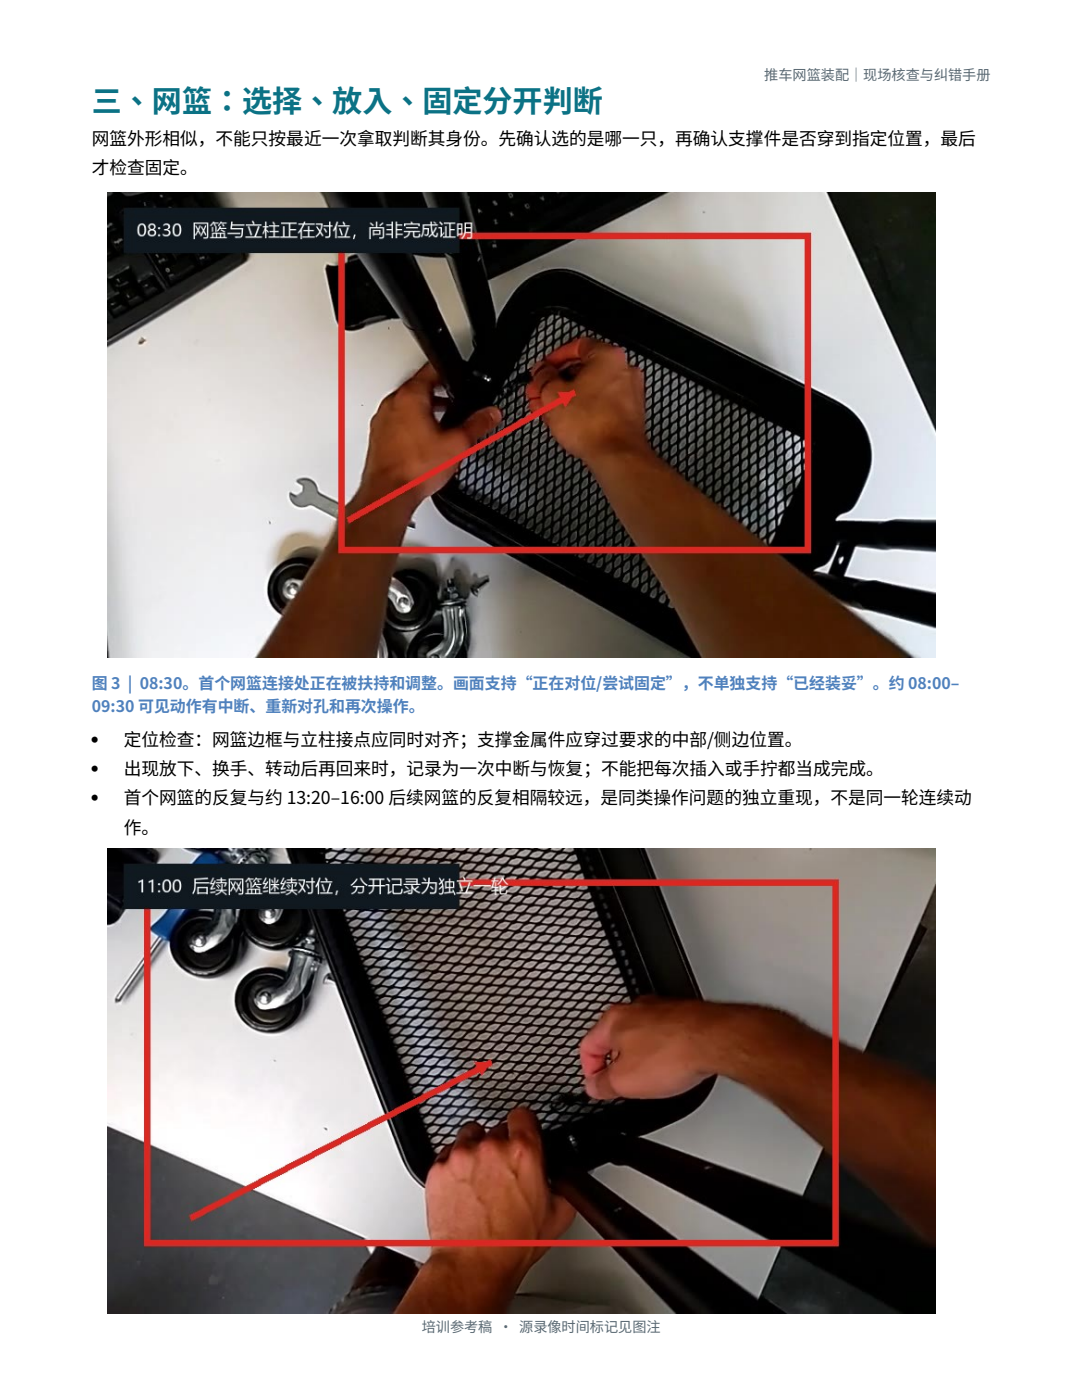 推车网篮装配｜现场核查与纠错手册
三、网篮：选择、放入、固定分开判断
网篮外形相似，不能只按最近一次拿取判断其身份。先确认选的是哪一只，再确认支撑件是否穿到指定位置，最后
才检查固定。
08:30 网篮与立柱正在对位，尚非完成证明
图 3｜08:30。首个网篮连接处正在被扶持和调整。画面支持“正在对位/尝试固定”，不单独支持“已经装妥”。约 08:00–
09:30 可见动作有中断、重新对孔和再次操作。
• 定位检查：网篮边框与立柱接点应同时对齐；支撑金属件应穿过要求的中部/侧边位置。
• 出现放下、换手、转动后再回来时，记录为一次中断与恢复；不能把每次插入或手拧都当成完成。
• 首个网篮的反复与约 13:20–16:00 后续网篮的反复相隔较远，是同类操作问题的独立重现，不是同一轮连续动
作。
11:00 后续网篮继续对位，分开记录为独立一轮
培训参考稿 · 源录像时间标记见图注